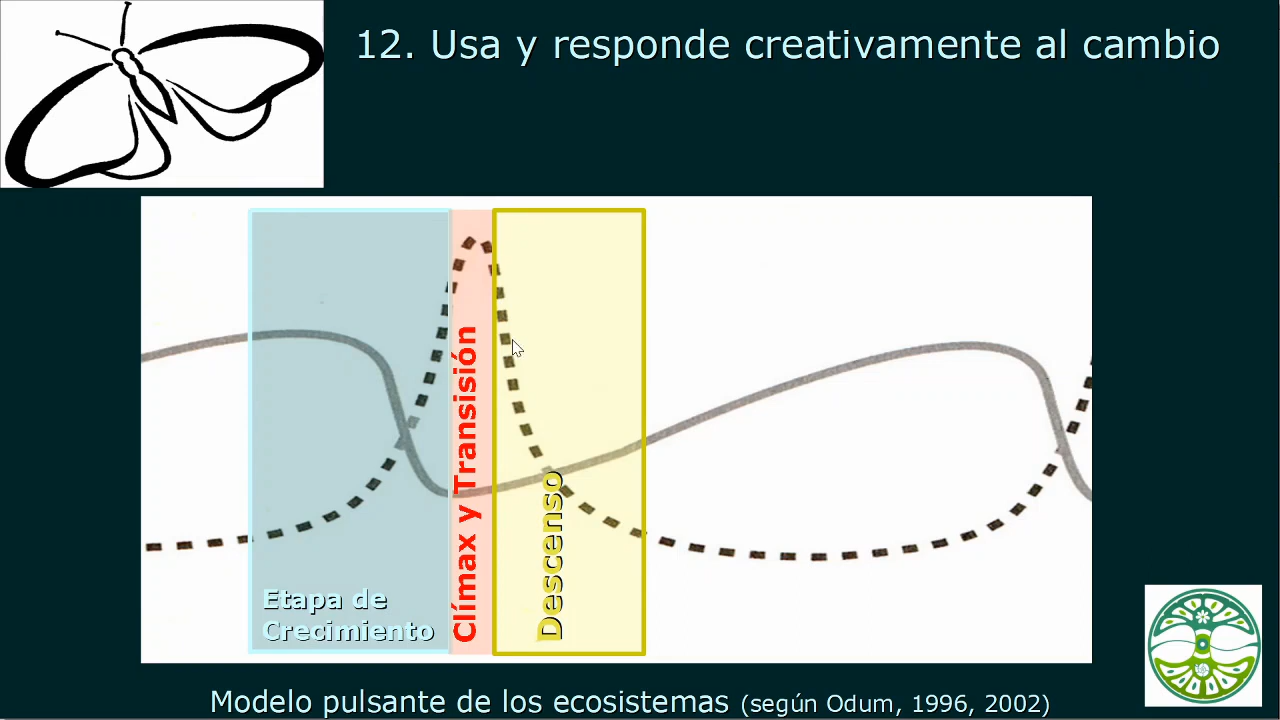 12. Usa y responde creativamente al cambio
Etapa de
Crecimiento
Clímax y Transisión
Descenso
Modelo pulsante de los ecosistemas (según Odum, 1996, 2002)